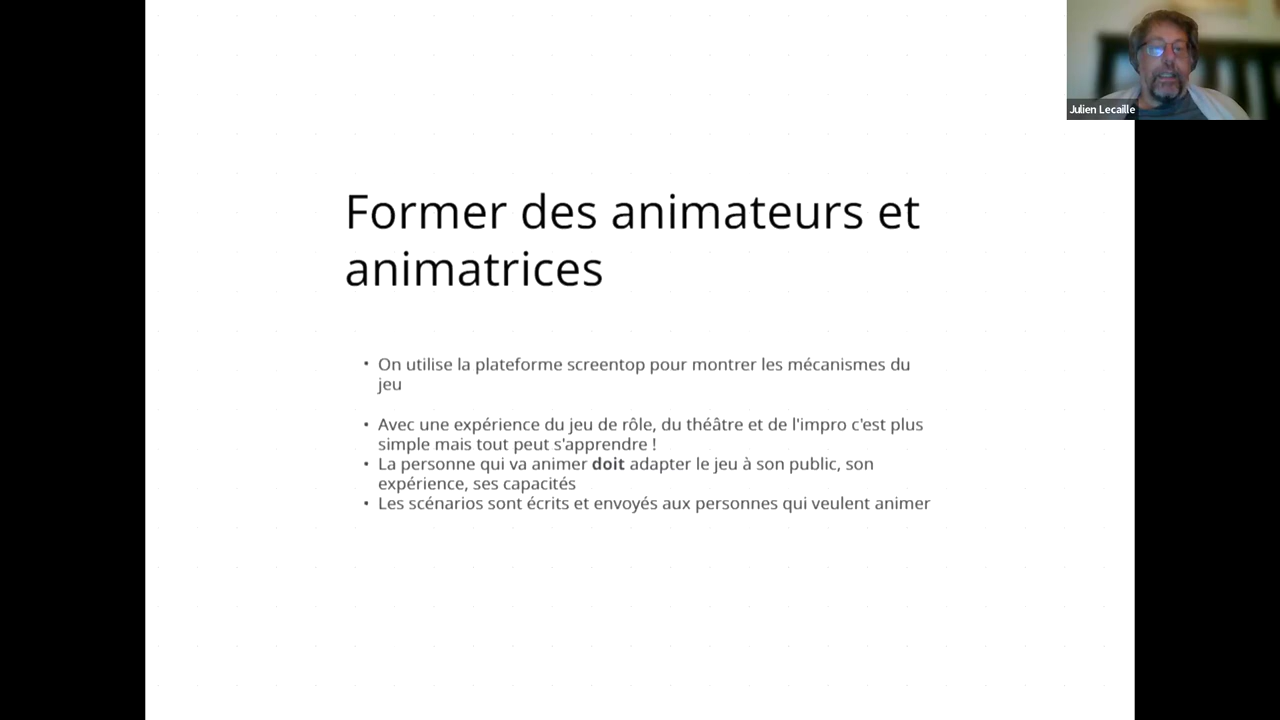 Julien Lecaille
Former des animateurs et
animatrices
• On utilise la plateforme screentop pour montrer les mécanismes du
jeu
• Avec une expérience du jeu de rôle, du théâtre et de l'impro c'est plus
simple mais tout peut s'apprendre !
• La personne qui va animer doit adapter le jeu à son public, son
expérience, ses capacités
• Les scénarios sont écrits et envoyés aux personnes qui veulent animer